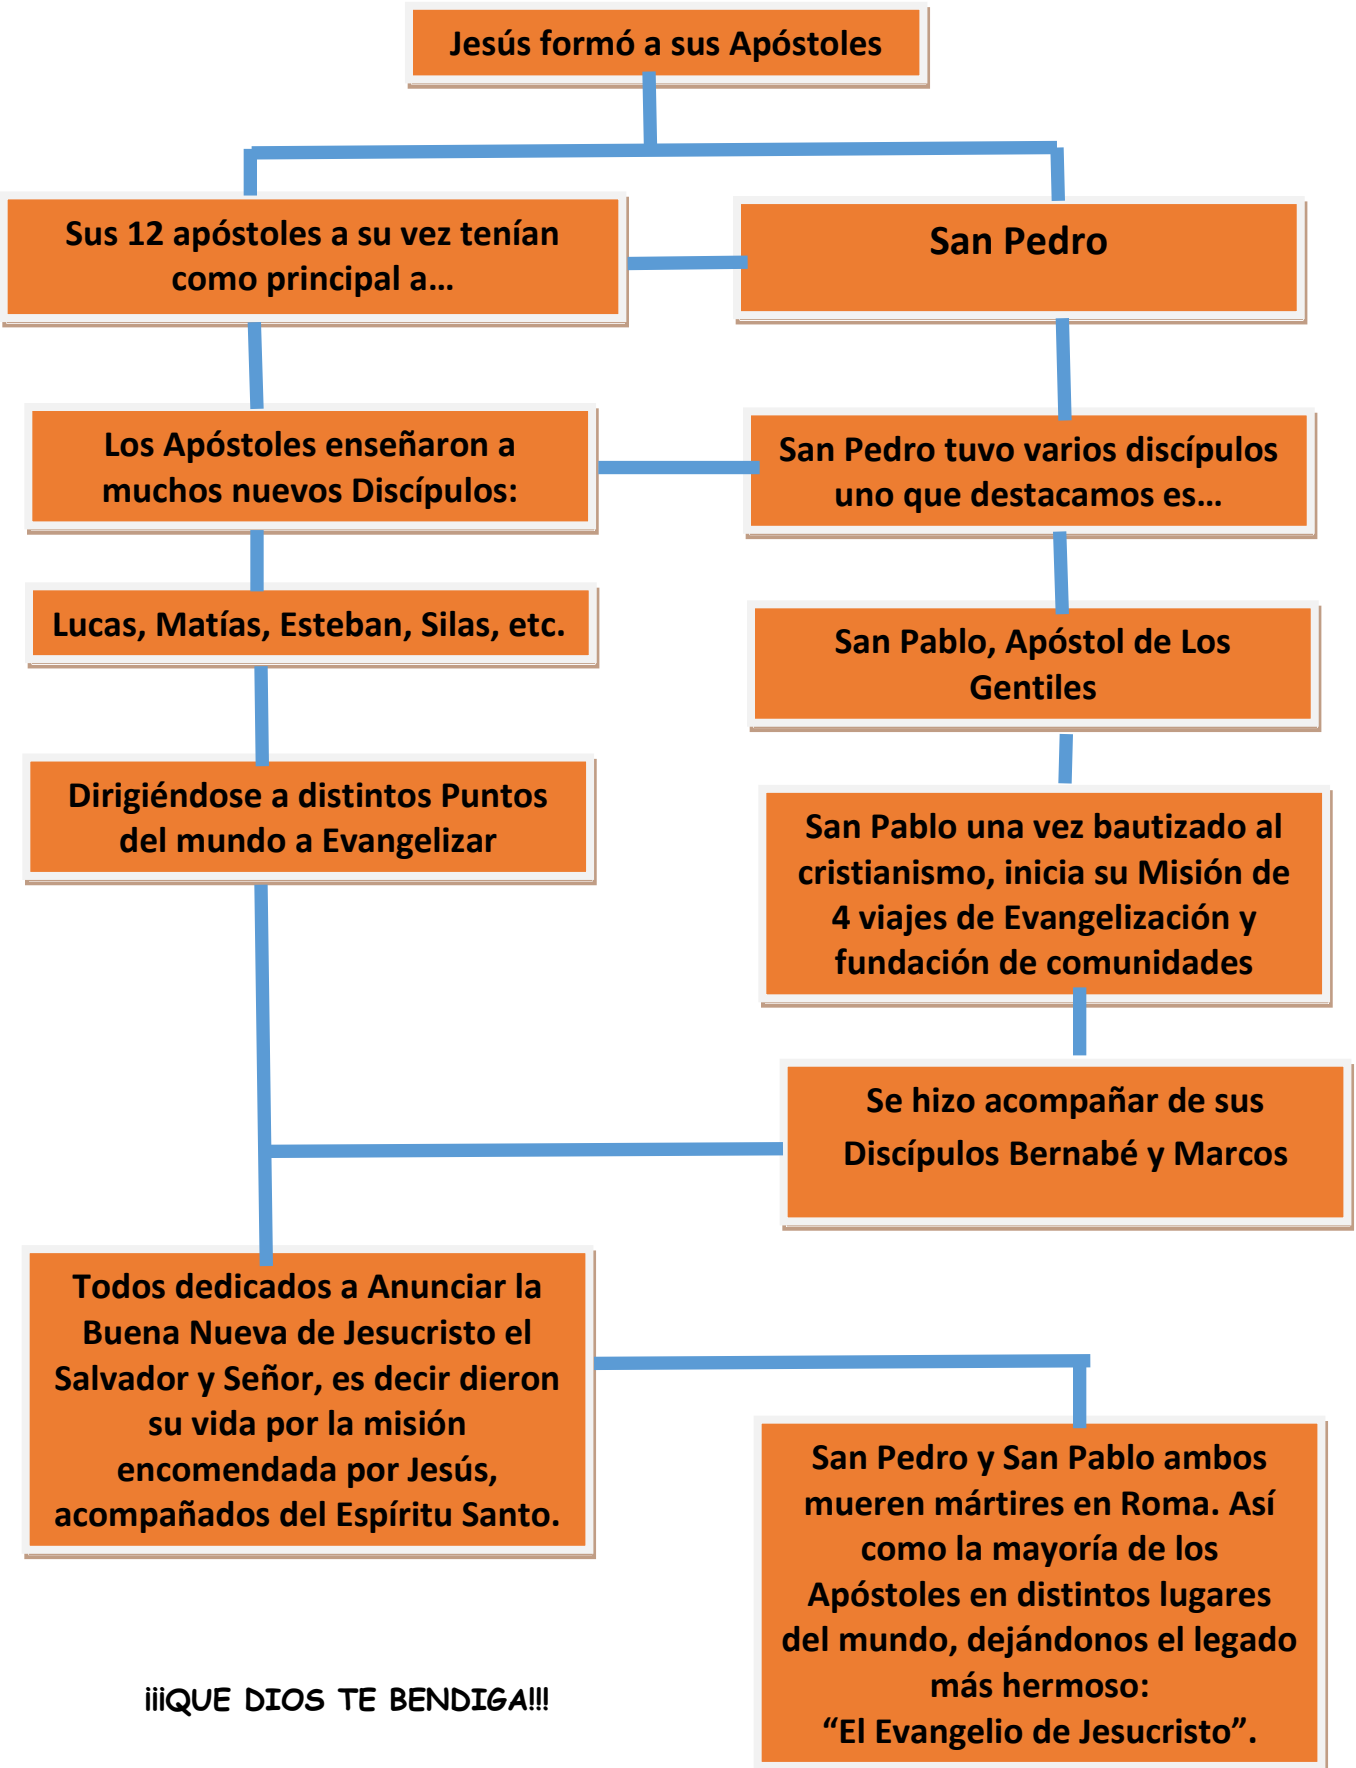 Jesús formó a sus Apóstoles
Sus 12 apóstoles a su vez tenían
como principal a…
San Pedro
Los Apóstoles enseñaron a
muchos nuevos Discípulos:
San Pedro tuvo varios discípulos
uno que destacamos es…
Lucas, Matías, Esteban, Silas, etc.
San Pablo, Apóstol de Los
Gentiles
Dirigiéndose a distintos Puntos
del mundo a Evangelizar
San Pablo una vez bautizado al
cristianismo, inicia su Misión de
4 viajes de Evangelización y
fundación de comunidades
Se hizo acompañar de sus
Discípulos Bernabé y Marcos
Todos dedicados a Anunciar la
Buena Nueva de Jesucristo el
Salvador y Señor, es decir dieron
su vida por la misión
encomendada por Jesús,
acompañados del Espíritu Santo.
San Pedro y San Pablo ambos
mueren mártires en Roma. Así
como la mayoría de los
Apóstoles en distintos lugares
del mundo, dejándonos el legado
más hermoso:
“El Evangelio de Jesucristo”.
¡¡¡QUE DIOS TE BENDIGA!!!